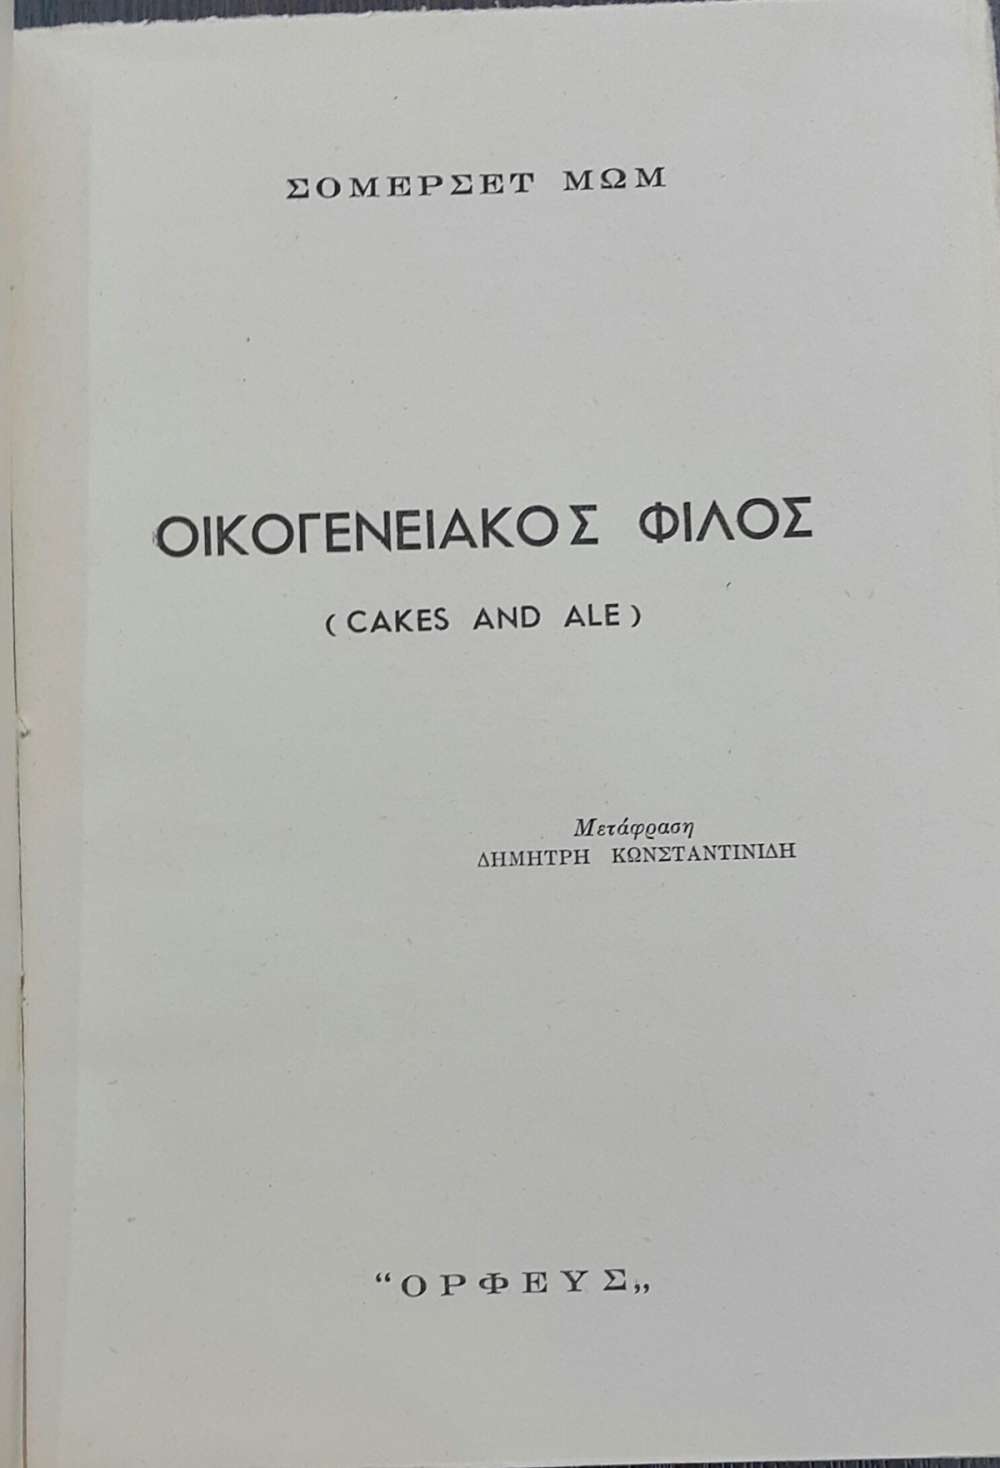 ΣΟΜΕΡΣΕΤ ΜΩΜ
ΟΙΚΟΓΕΝΕΙΑΚΟΣ ΦΙΛΟΣ
(CAKES AND ALE)
Μετάφραση
ΔΗΜΗΤΡΗ ΚΩΝΣΤΑΝΤΙΝΙΔΗ
“ΟΡΦΕΥΣ„